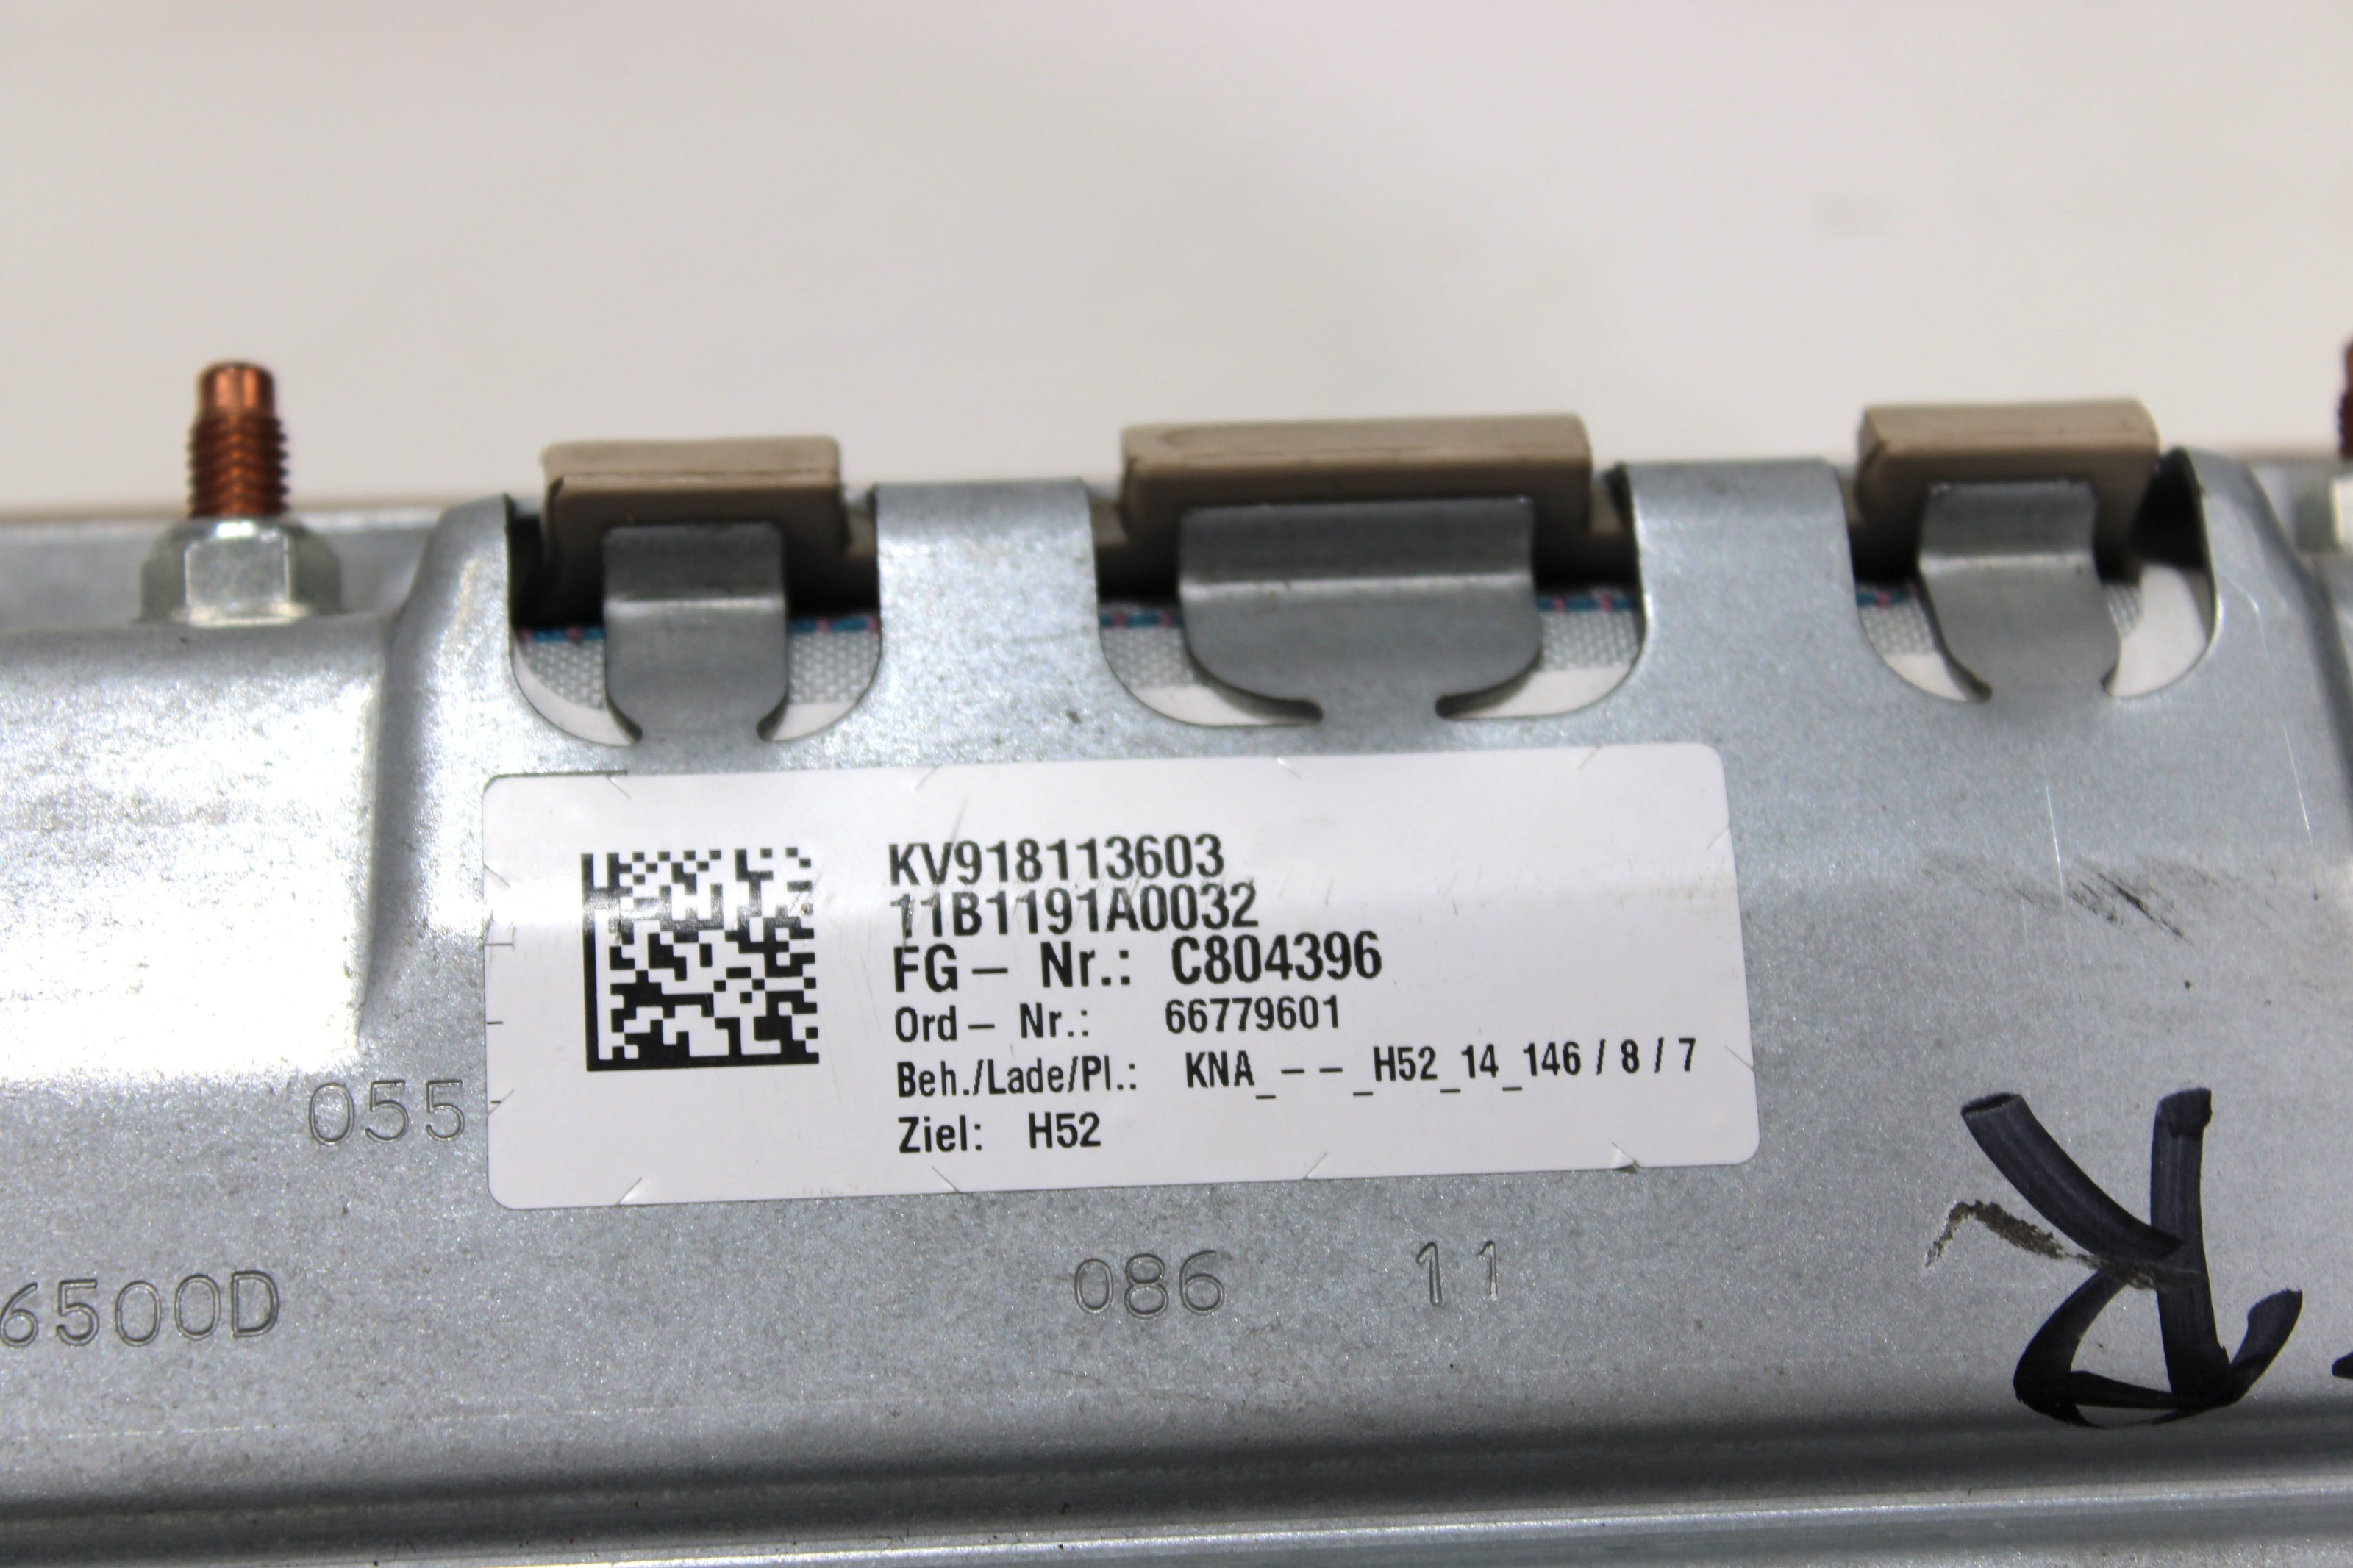 KV918113603
11B1191A0032
FG- Nr.: C804396
Ord- Nr.: 66779601
Beh./Lade/Pl.: KNA_--_H52_14_146 / 8 / 7
Ziel: H52
055
6500D
086 11